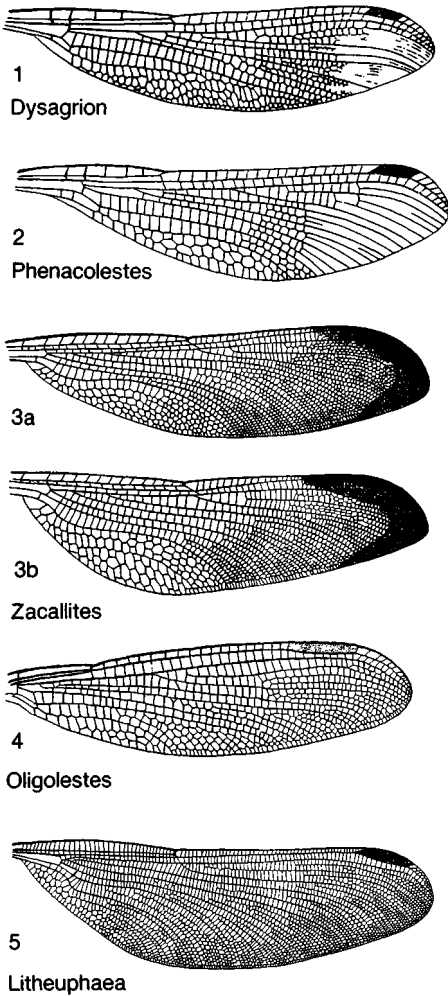 1
Dysagrion
2
Phenacolestes
3a
3b
Zacallites
4
Oligolestes
5
Litheuphaea